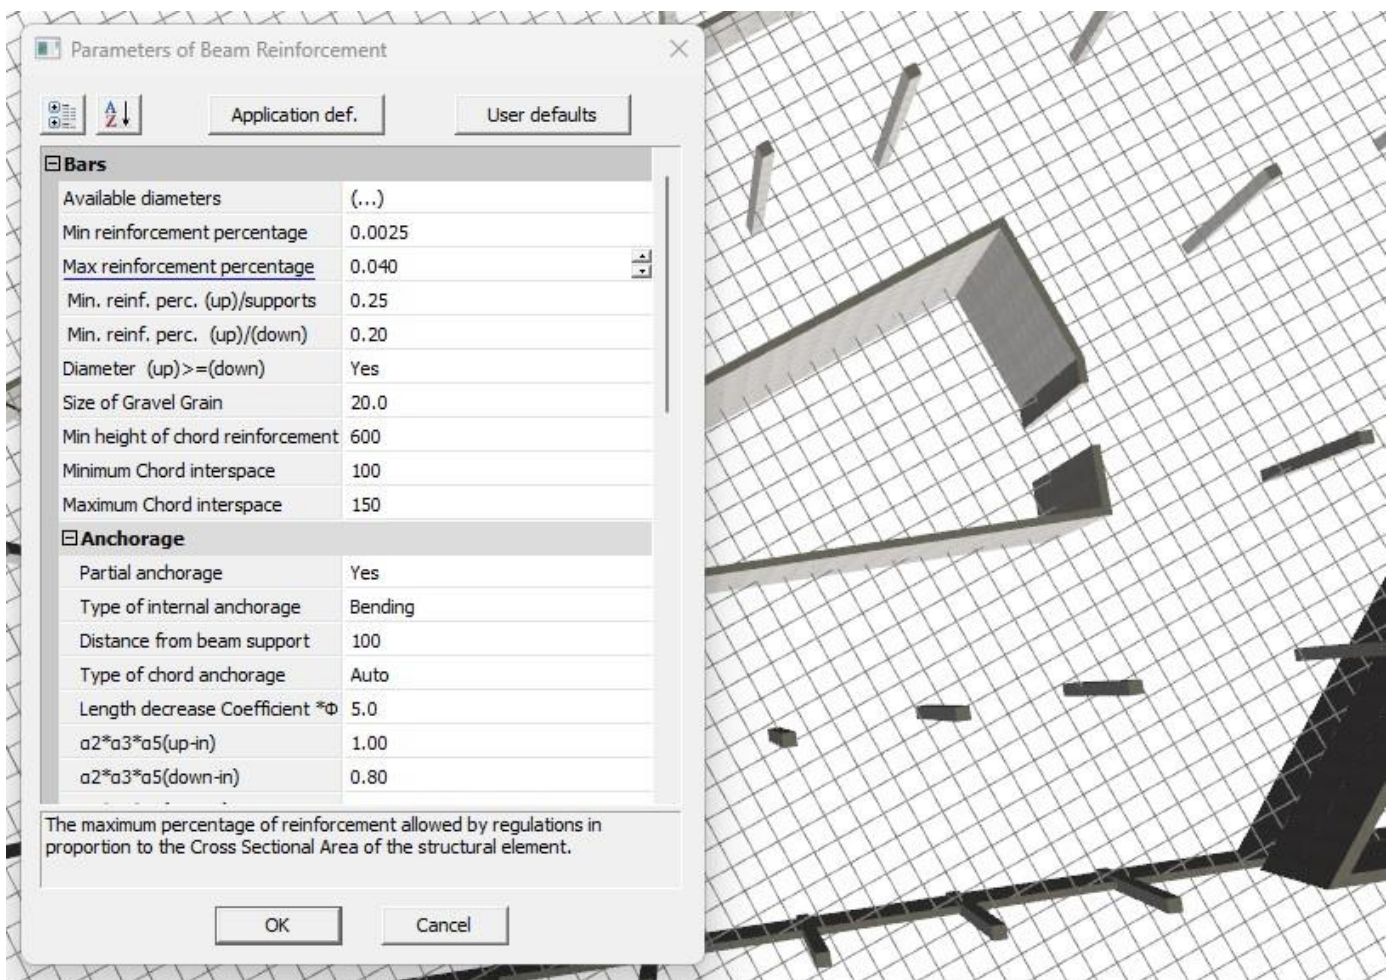 Parameters of Beam Reinforcement
Application def. User defaults
Bars
Available diameters (...)
Min reinforcement percentage 0.0025
Max reinforcement percentage 0.040
Min. reinf. perc. (up)/supports 0.25
Min. reinf. perc. (up)/(down) 0.20
Diameter (up)>=(down) Yes
Size of Gravel Grain 20.0
Min height of chord reinforcement 600
Minimum Chord interspace 100
Maximum Chord interspace 150
Anchorage
Partial anchorage Yes
Type of internal anchorage Bending
Distance from beam support 100
Type of chord anchorage Auto
Length decrease Coefficient *Φ 5.0
α2*α3*α5(up-in) 1.00
α2*α3*α5(down-in) 0.80
The maximum percentage of reinforcement allowed by regulations in
proportion to the Cross Sectional Area of the structural element.
OK Cancel